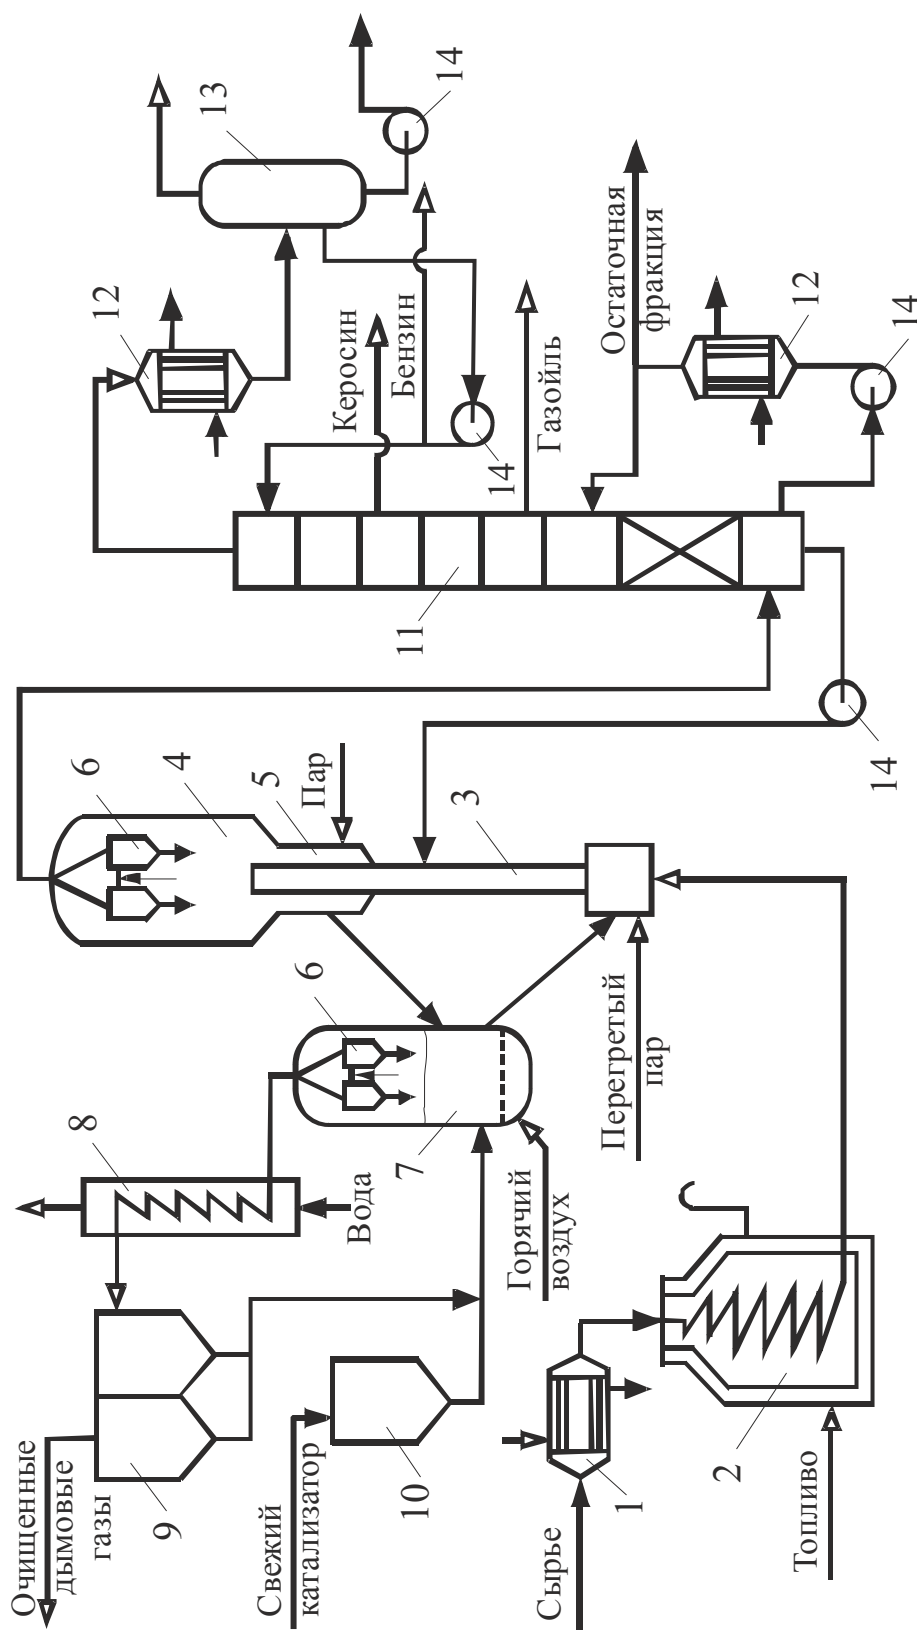 Очищенные
дымовые
газы
9
8
Свежий
катализатор
10
Вода
7
6
Горячий
воздух
Сырье
1
2
Топливо
Перегретый
пар
6
4
5
Пар
3
14
11
12
13
14
Керосин
Бензин
14
Газойль
Остаточная
фракция
12
14